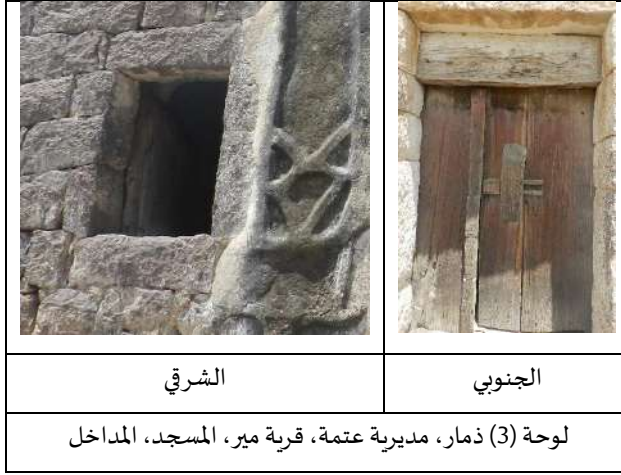 الجنوبي
الشرقي
لوحة (3) ذمار، مديرية عتمة، قرية مير، المسجد، المداخل